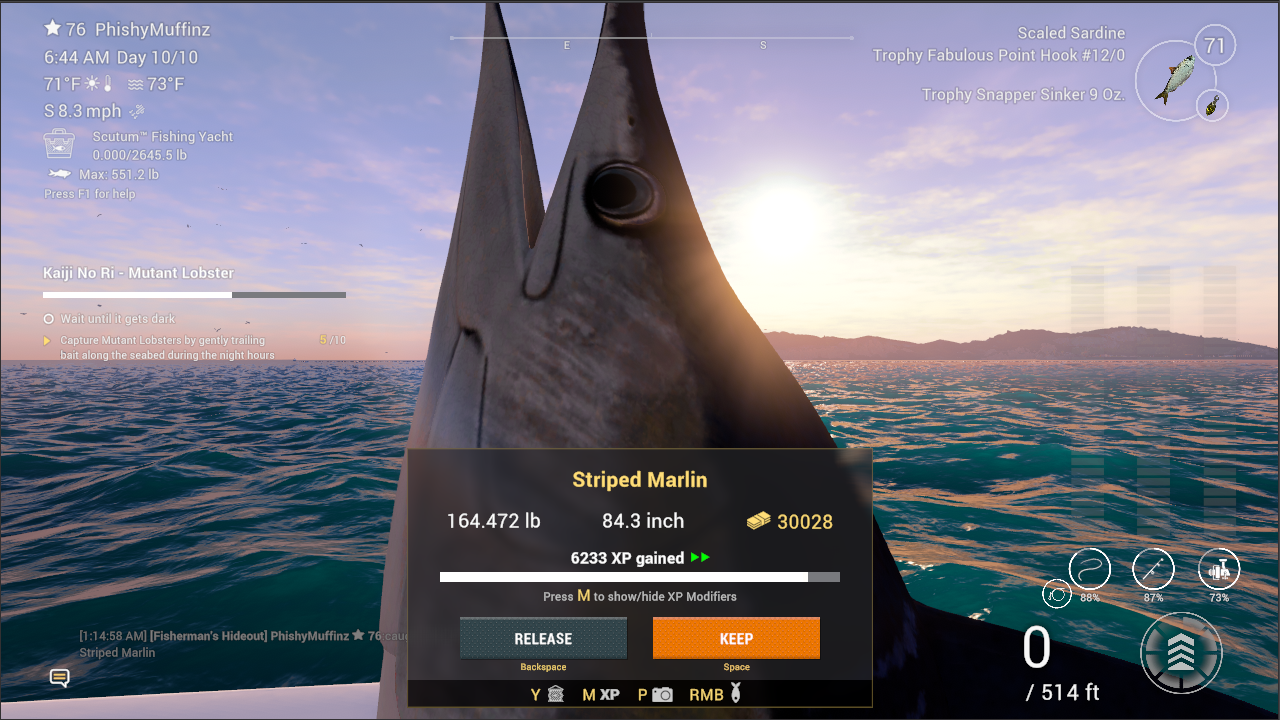 76 PhishyMuffinz
6:44 AM Day 10/10
71°F 73°F
S 8.3 mph
Scutum™ Fishing Yacht
0.000/2645.5 lb
Max: 551.2 lb
Press F1 for help
E S
Scaled Sardine
Trophy Fabulous Point Hook #12/0
71
Trophy Snapper Sinker 9 Oz.
Kaiji No Ri - Mutant Lobster
Wait until it gets dark
Capture Mutant Lobsters by gently trailing 5 /10
bait along the seabed during the night hours
Striped Marlin
164.472 lb 84.3 inch 30028
6233 XP gained
Press M to show/hide XP Modifiers
RELEASE KEEP
Backspace Space
Y M XP P RMB
[1:14:58 AM] [Fisherman's Hideout] PhishyMuffinz 76 cau
Striped Marlin
88% 87% 73%
0
/ 514 ft